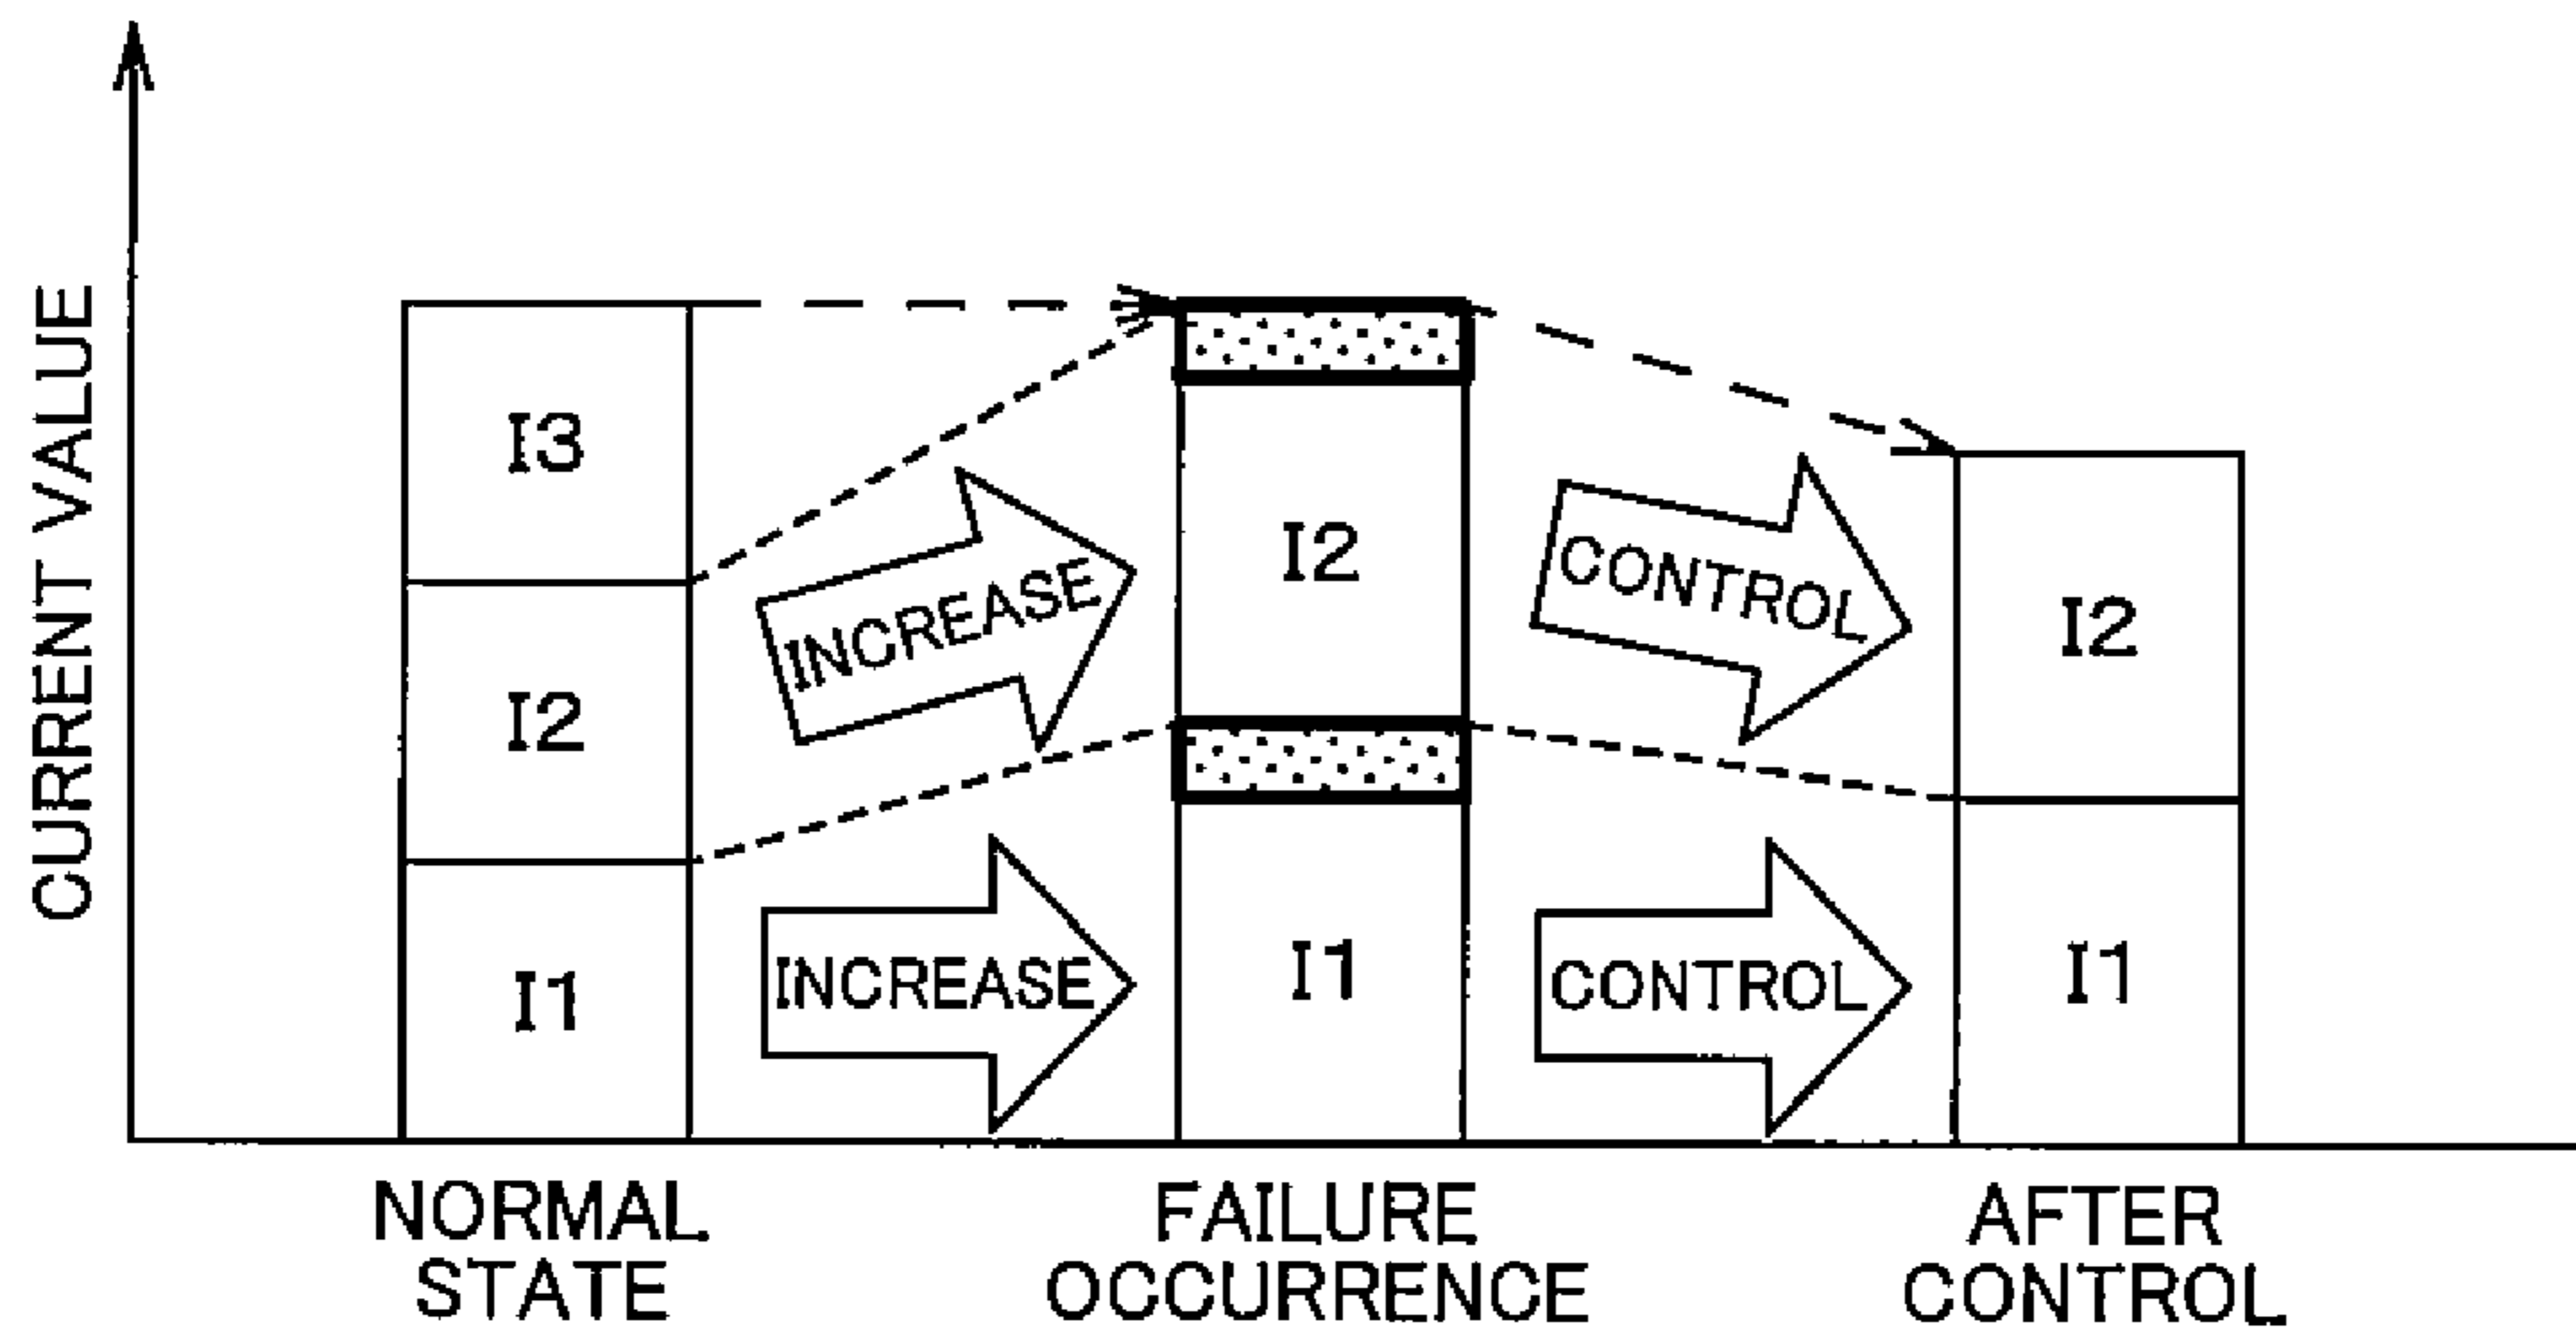 CURRENT VALUE
I3
I2
I1
INCREASE
INCREASE
I2
I1
CONTROL
CONTROL
I2
I1
NORMAL
STATE
FAILURE
OCCURRENCE
AFTER
CONTROL